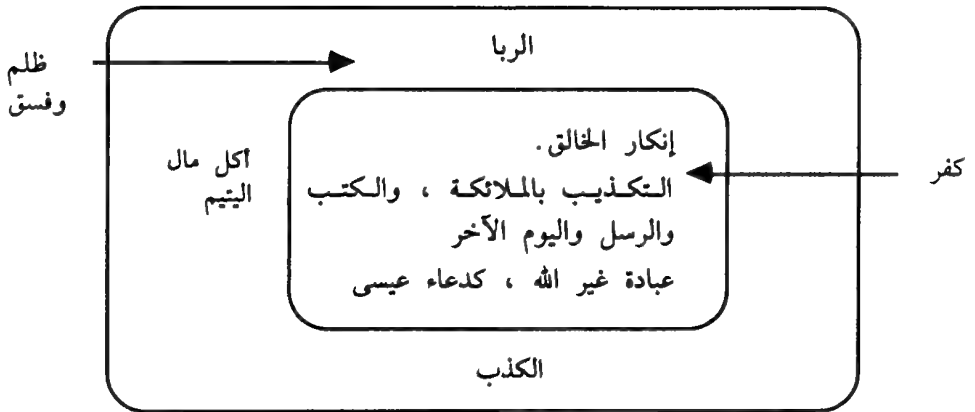 الربا
ظلم
وفسق
إنكار الخالق .
التكذيب بالملائكة ، والكتب
والرسل واليوم الآخر
عبادة غير الله ، كدعاء عيسى
كفر
أكل مال
اليتيم
الكذب